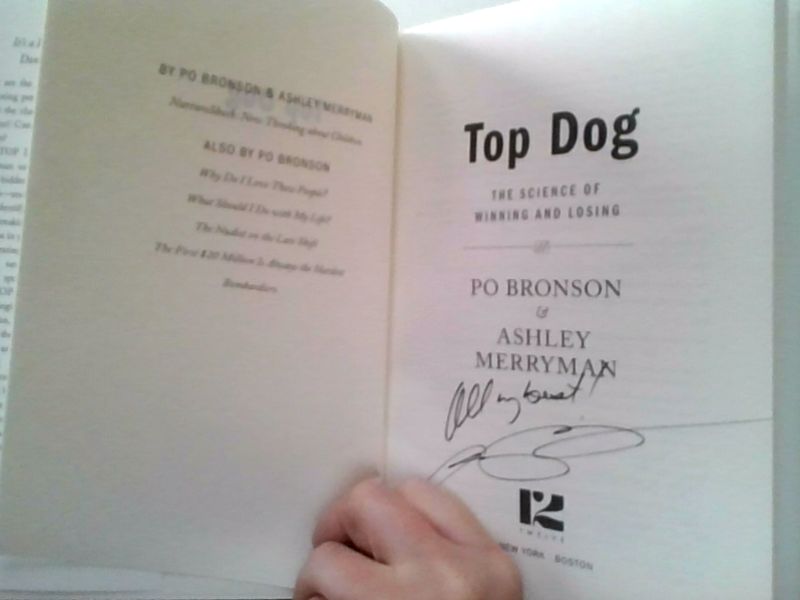 BY PO BRONSON & ASHLEY MERRYMAN
NurtureShock: New Thinking about Children
ALSO BY PO BRONSON
Why Do I Love These People?
What Should I Do with My Life?
The Nudist on the Late Shift
The First $20 Million Is Always the Hardest
Bombardiers
Top Dog
THE SCIENCE OF
WINNING AND LOSING
PO BRONSON
&
ASHLEY
MERRYMAN
All my best
12
TWELVE
NEW YORK BOSTON